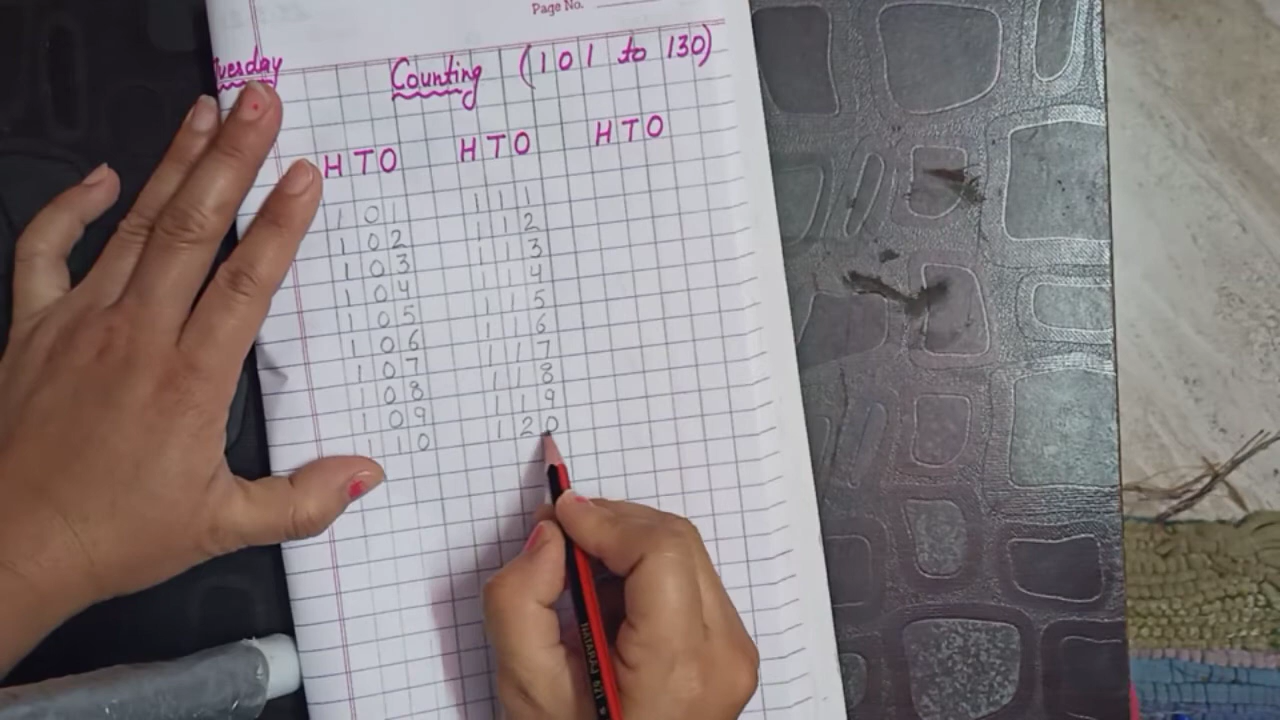 Page No.
Tuesday
Counting (101 to 130)
H T O H T O H T O
1 0 1 1 1 1
1 0 2 1 1 2
1 0 3 1 1 3
1 0 4 1 1 4
1 0 5 1 1 5
1 0 6 1 1 6
1 0 7 1 1 7
1 0 8 1 1 8
1 0 9 1 1 9
1 1 0 1 2 0
NATARAJ 621